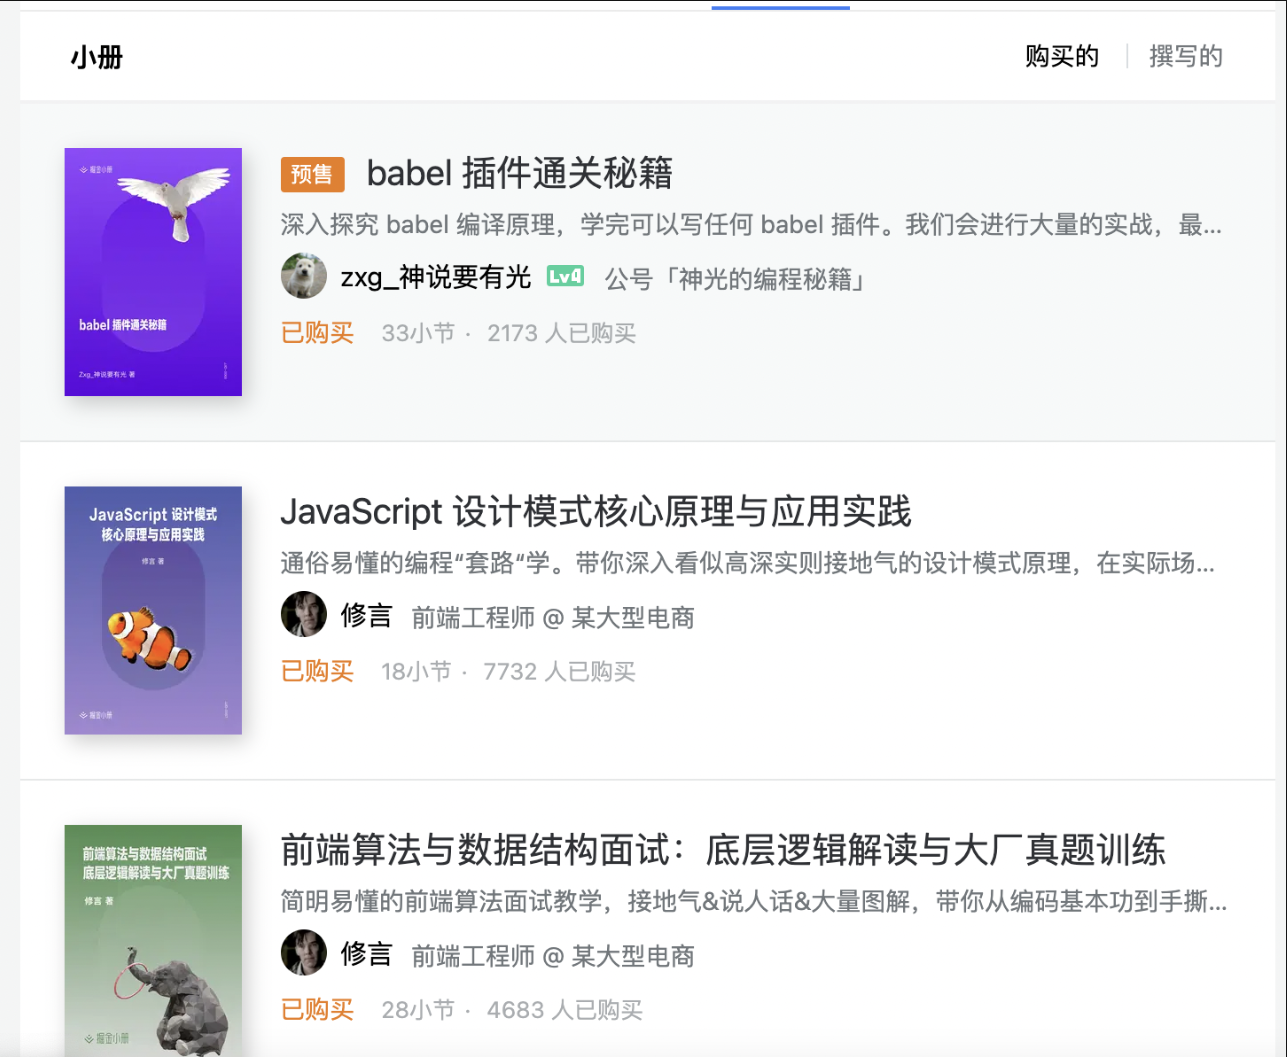 小册
购买的 撰写的
掘金小册
babel 插件通关秘籍
Zxg_神说要有光 著
预售 babel 插件通关秘籍
深入探究 babel 编译原理，学完可以写任何 babel 插件。我们会进行大量的实战，最...
zxg_神说要有光 Lv4 公号「神光的编程秘籍」
已购买 33小节 · 2173 人已购买
JavaScript 设计模式
核心原理与应用实践
修言 著
掘金小册
JavaScript 设计模式核心原理与应用实践
通俗易懂的编程“套路“学。带你深入看似高深实则接地气的设计模式原理，在实际场...
修言 前端工程师 @ 某大型电商
已购买 18小节 · 7732 人已购买
前端算法与数据结构面试
底层逻辑解读与大厂真题训练
修言 著
掘金小册
前端算法与数据结构面试：底层逻辑解读与大厂真题训练
简明易懂的前端算法面试教学，接地气&说人话&大量图解，带你从编码基本功到手撕...
修言 前端工程师 @ 某大型电商
已购买 28小节 · 4683 人已购买